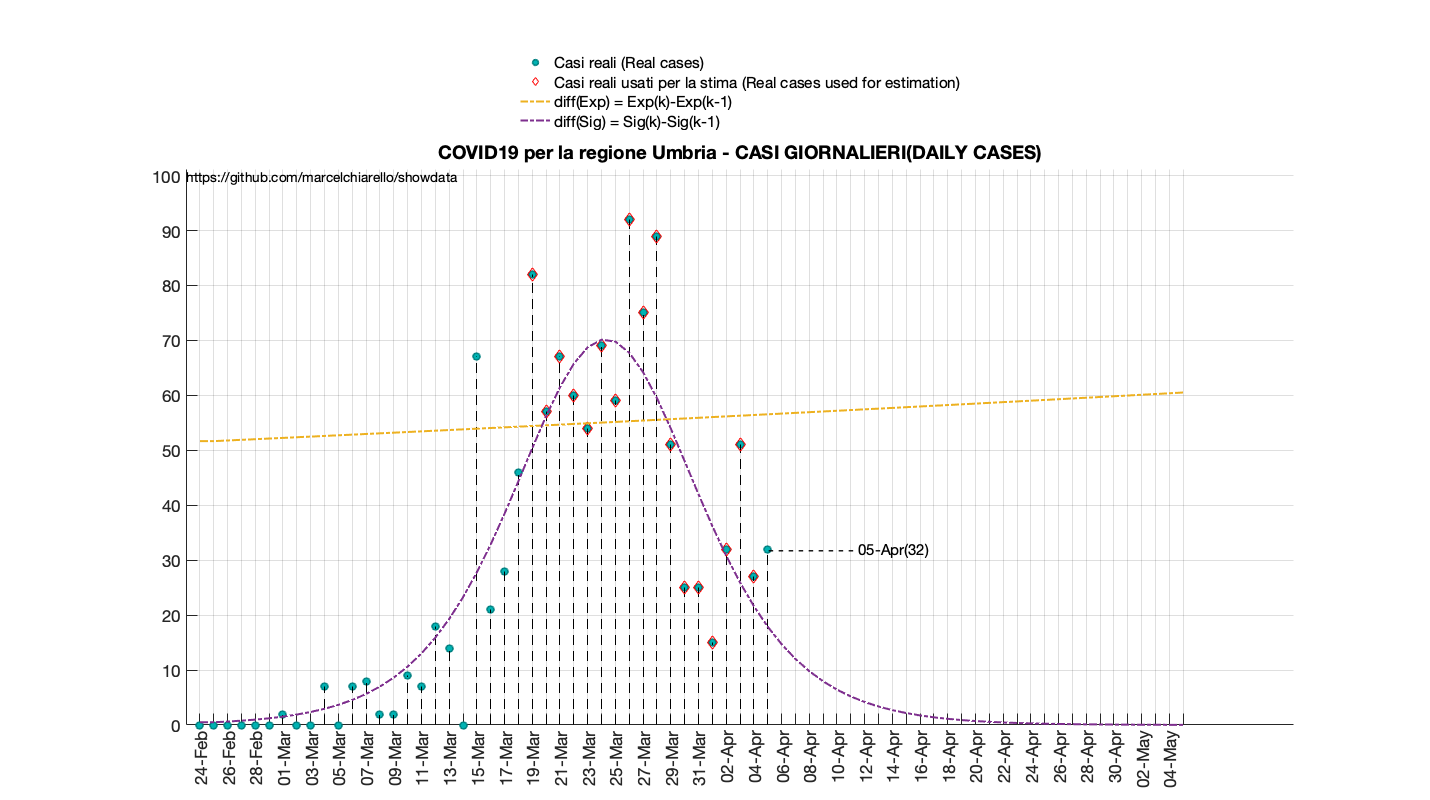 Casi reali (Real cases)
Casi reali usati per la stima (Real cases used for estimation)
diff(Exp) = Exp(k)-Exp(k-1)
diff(Sig) = Sig(k)-Sig(k-1)
COVID19 per la regione Umbria - CASI GIORNALIERI(DAILY CASES)
https://github.com/marcelchiarello/showdata
100
90
80
70
60
50
40
30
20
10
0
05-Apr(32)
24-Feb
26-Feb
28-Feb
01-Mar
03-Mar
05-Mar
07-Mar
09-Mar
11-Mar
13-Mar
15-Mar
17-Mar
19-Mar
21-Mar
23-Mar
25-Mar
27-Mar
29-Mar
31-Mar
02-Apr
04-Apr
06-Apr
08-Apr
10-Apr
12-Apr
14-Apr
16-Apr
18-Apr
20-Apr
22-Apr
24-Apr
26-Apr
28-Apr
30-Apr
02-May
04-May